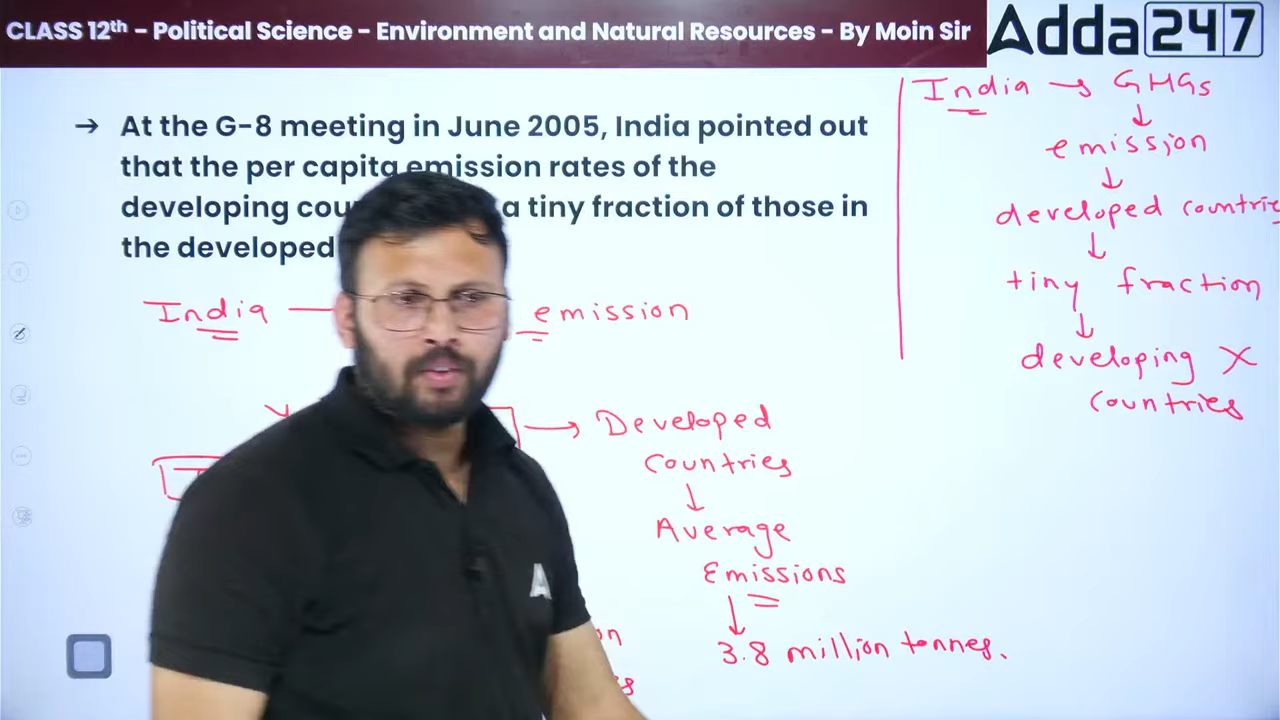 CLASS 12th - Political Science - Environment and Natural Resources - By Moin Sir
Adda 247
→ At the G-8 meeting in June 2005, India pointed out
that the per capita emission rates of the
developing a tiny fraction of those in
the developed
India emission
→ Developed
Countries
↓
Average
Emissions
↓
3.8 million tonnes.
India → GHGs
↓
emission
↓
developed countrie
↓
tiny fraction
↓
developing X
Countries